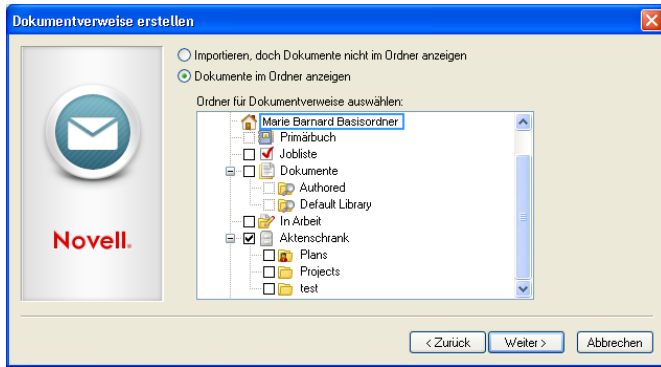 Dokumentverweise erstellen
Importieren, doch Dokumente nicht im Ordner anzeigen
Dokumente im Ordner anzeigen
Ordner für Dokumentverweise auswählen:
Marie Barnard Basisordner
Primärbuch
Jobliste
Dokumente
Authored
Default Library
In Arbeit
Aktenschrank
Plans
Projects
test
Novell.
< Zurück Weiter > Abbrechen